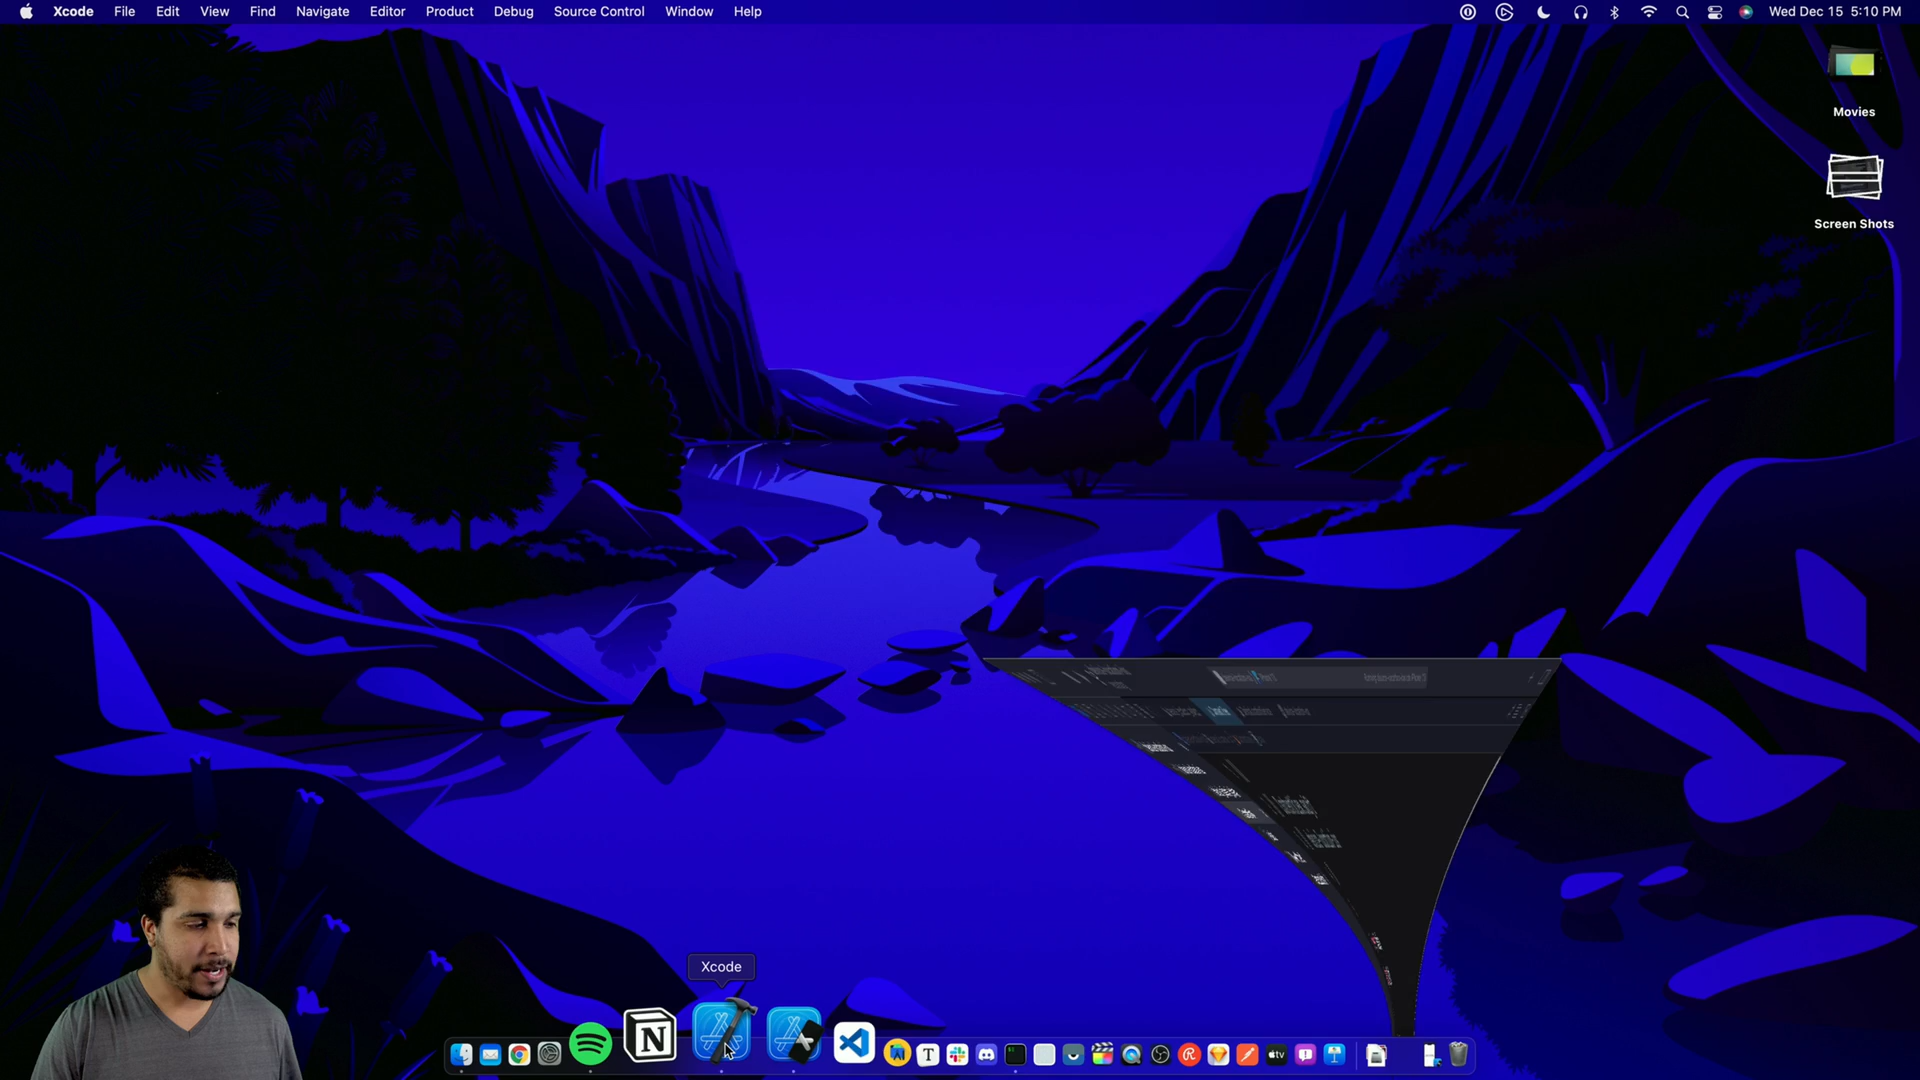 Xcode File Edit View Find Navigate Editor Product Debug Source Control Window Help
Wed Dec 15 5:10 PM
Movies
Screen Shots
Xcode